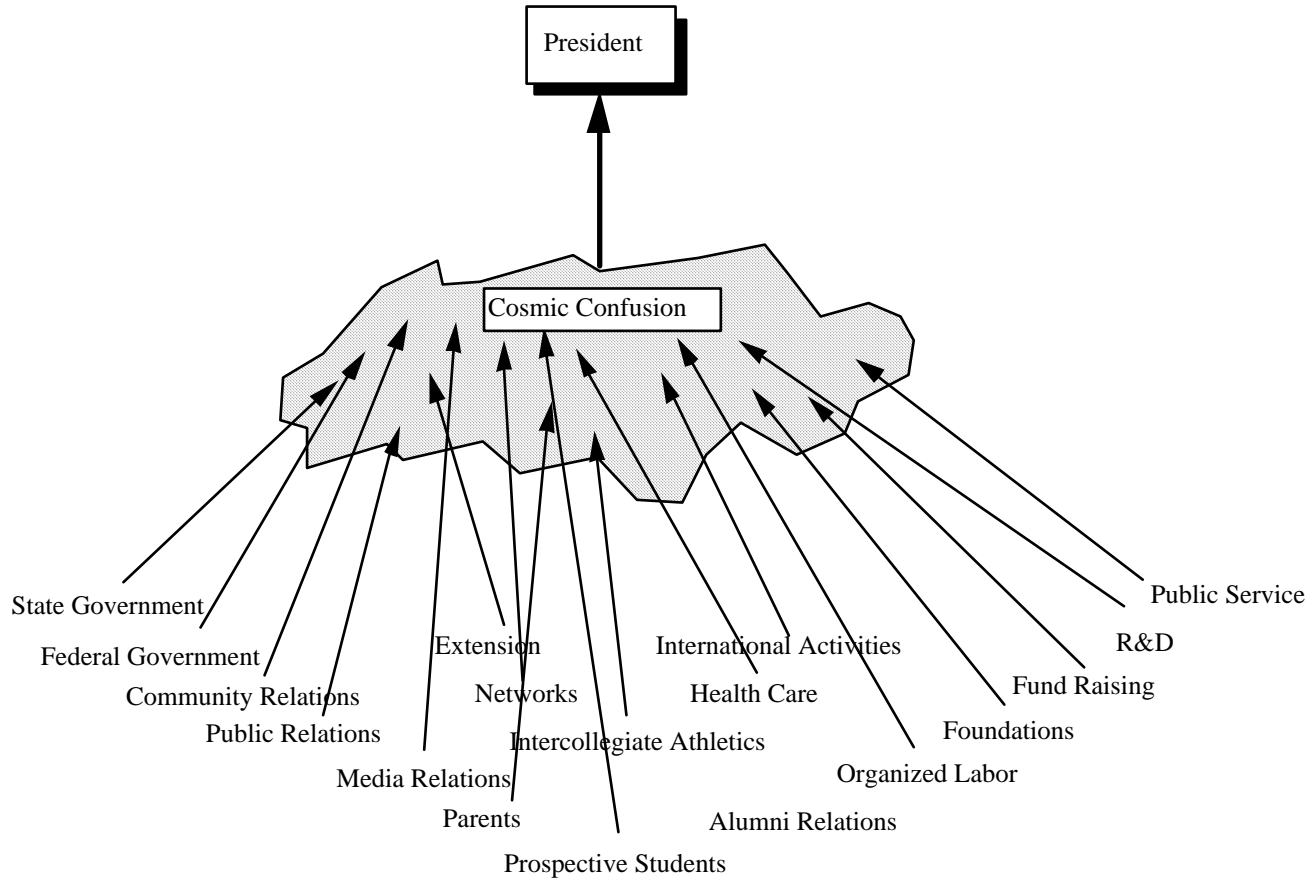 President
Cosmic Confusion
Public Service
State Government
R&D
Extension
International Activities
Federal Government
Fund Raising
Community Relations
Networks
Health Care
Public Relations
Foundations
Intercollegiate Athletics
Media Relations
Organized Labor
Parents
Alumni Relations
Prospective Students